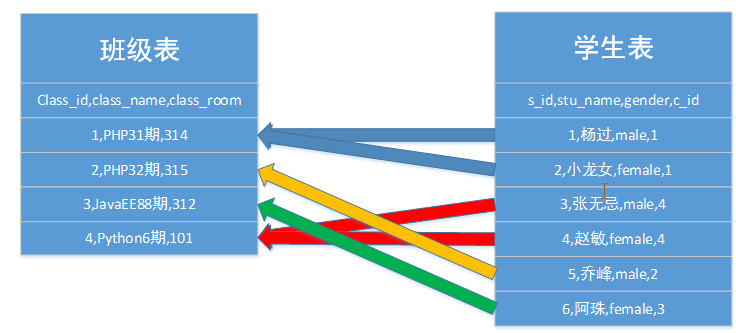 班级表
Class_id,class_name,class_room
1,PHP31期,314
2,PHP32期,315
3,JavaEE88期,312
4,Python6期,101
学生表
s_id,stu_name,gender,c_id
1,杨过,male,1
2,小龙女,female,1
3,张无忌,male,4
4,赵敏,female,4
5,乔峰,male,2
6,阿珠,female,3